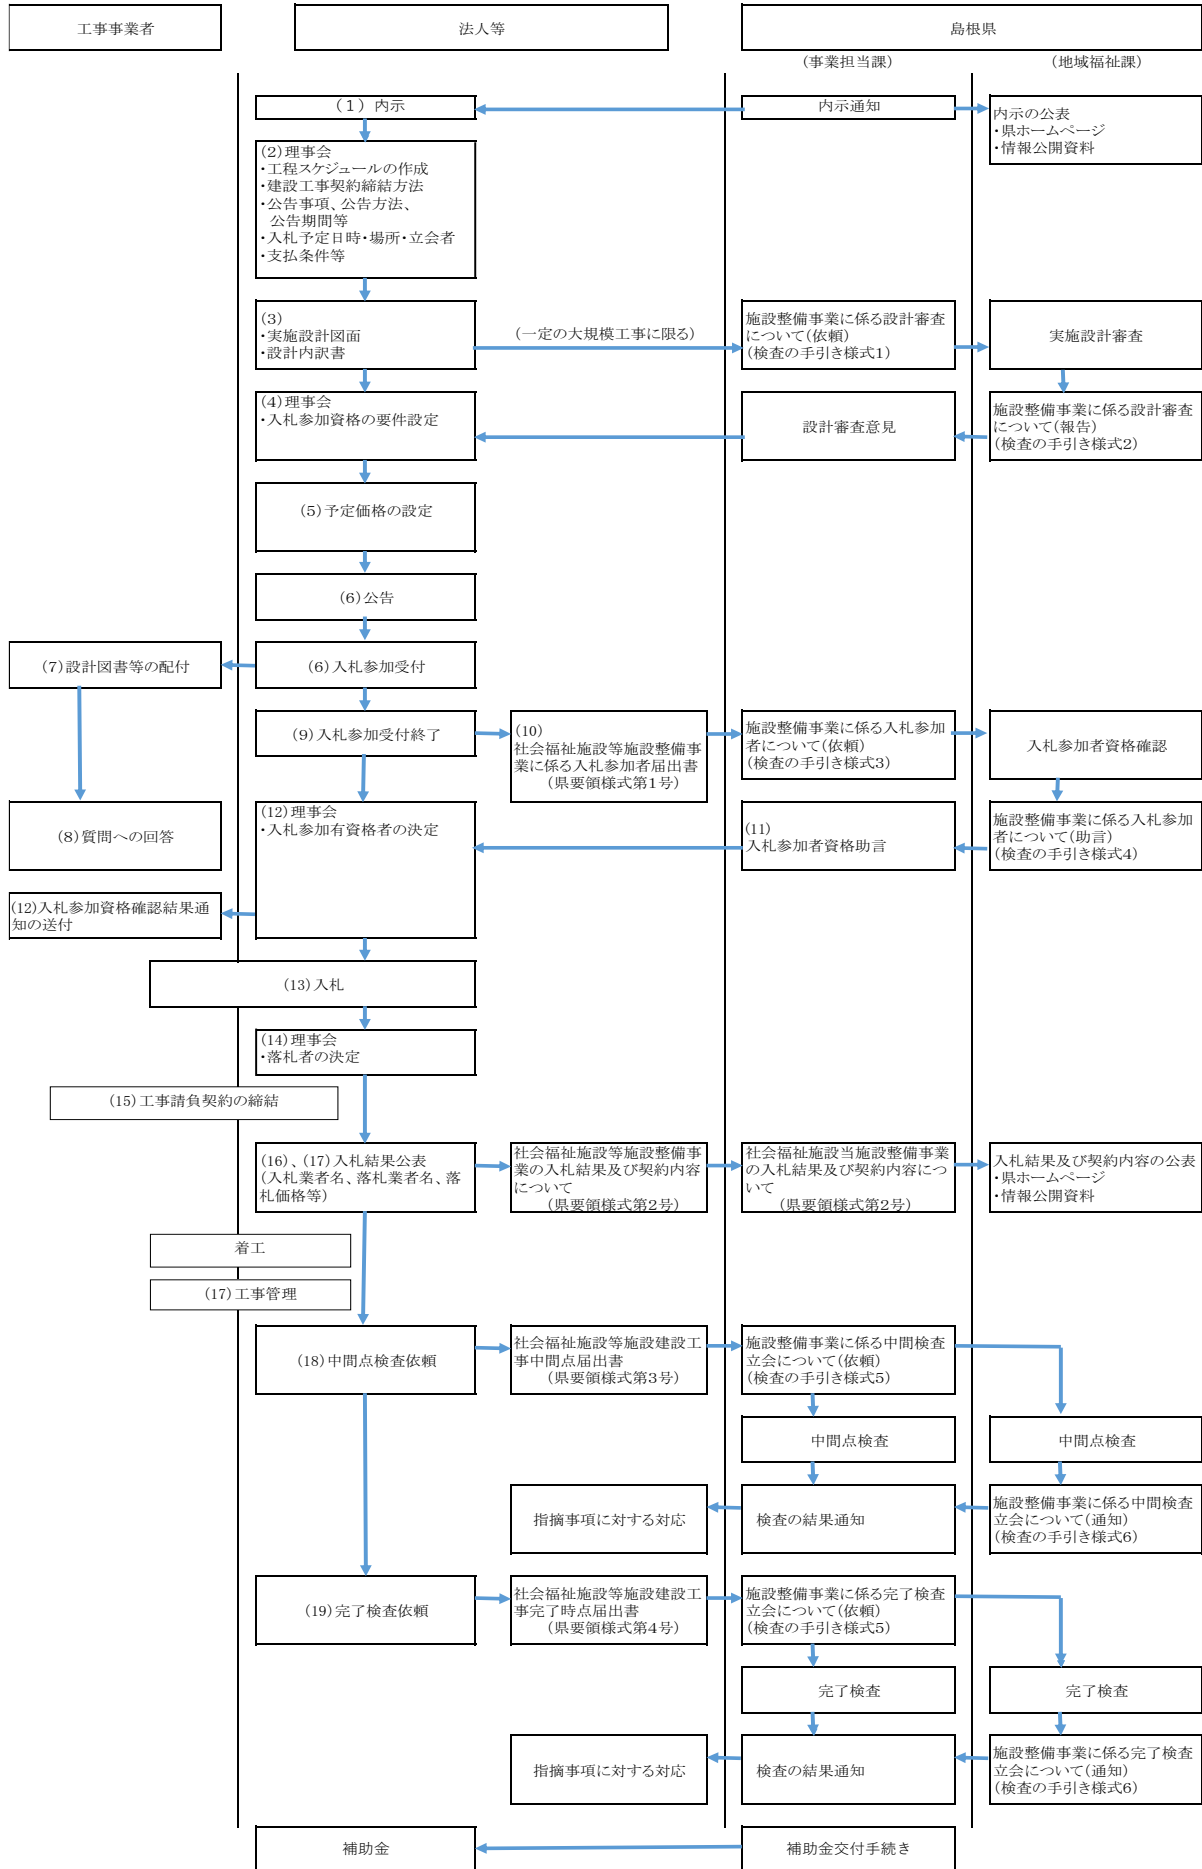 工事事業者
法人等
島根県
(事業担当課)
(地域福祉課)
(1) 内示
内示通知
内示の公表
・県ホームページ
・情報公開資料
(2)理事会
・工程スケジュールの作成
・建設工事契約締結方法
・公告事項、公告方法、
公告期間等
・入札予定日時・場所・立会者
・支払条件等
(3)
・実施設計図面
・設計内訳書
(一定の大規模工事に限る)
施設整備事業に係る設計審査
について(依頼)
(検査の手引き様式1)
実施設計審査
(4)理事会
・入札参加資格の要件設定
設計審査意見
施設整備事業に係る設計審査
について(報告)
(検査の手引き様式2)
(5)予定価格の設定
(6)公告
(7)設計図書等の配付
(6)入札参加受付
(9)入札参加受付終了
(10)
社会福祉施設等施設整備事
業に係る入札参加者届出書
(県要領様式第1号)
施設整備事業に係る入札参加
者について(依頼)
(検査の手引き様式3)
入札参加者資格確認
(8)質問への回答
(12)理事会
・入札参加有資格者の決定
(11)
入札参加者資格助言
施設整備事業に係る入札参加
者について(助言)
(検査の手引き様式4)
(12)入札参加資格確認結果通
知の送付
(13)入札
(14)理事会
・落札者の決定
(15)工事請負契約の締結
(16)、(17)入札結果公表
(入札業者名、落札業者名、落
札価格等)
社会福祉施設等施設整備事
業の入札結果及び契約内容
について
(県要領様式第2号)
社会福祉施設当施設整備事業
の入札結果及び契約内容につ
いて
(県要領様式第2号)
入札結果及び契約内容の公表
・県ホームページ
・情報公開資料
着工
(17)工事管理
(18)中間点検査依頼
社会福祉施設等施設建設工
事中間点届出書
(県要領様式第3号)
施設整備事業に係る中間検査
立会について(依頼)
(検査の手引き様式5)
中間点検査
中間点検査
指摘事項に対する対応
検査の結果通知
施設整備事業に係る中間検査
立会について(通知)
(検査の手引き様式6)
(19)完了検査依頼
社会福祉施設等施設建設工
事完了時点届出書
(県要領様式第4号)
施設整備事業に係る完了検査
立会について(依頼)
(検査の手引き様式5)
完了検査
完了検査
指摘事項に対する対応
検査の結果通知
施設整備事業に係る完了検査
立会について(通知)
(検査の手引き様式6)
補助金
補助金交付手続き